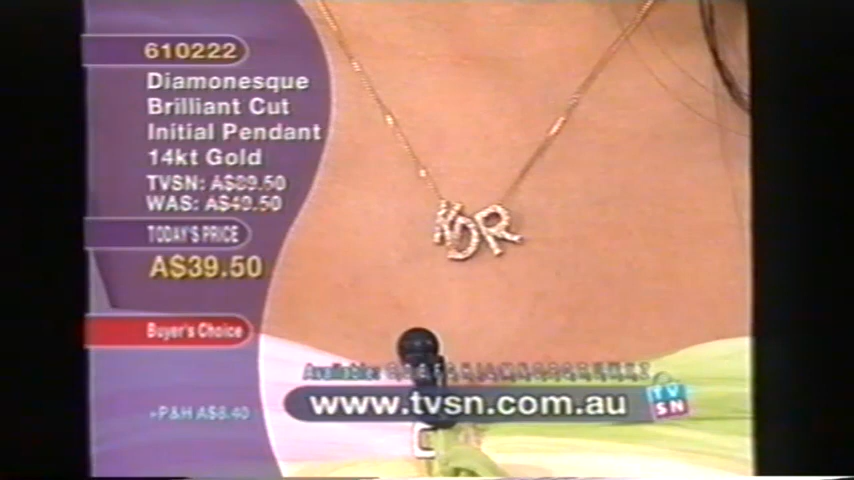 610222
Diamonesque
Brilliant Cut
Initial Pendant
14kt Gold
TVSN: A$89.50
WAS: A$49.50
TODAY'S PRICE
A$39.50
Buyer's Choice
+P&H A$8.40
KDR
Available:
www.tvsn.com.au
TV
SN